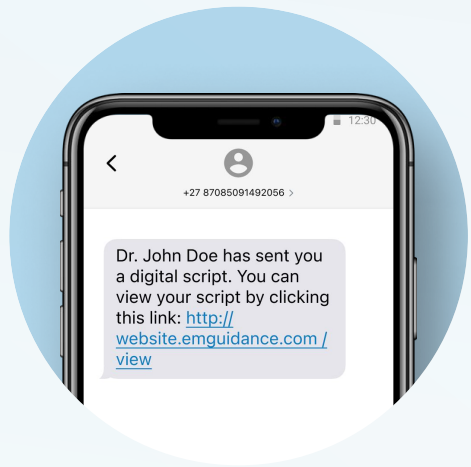 12:30
+27 87085091492056 >
Dr. John Doe has sent you
a digital script. You can
view your script by clicking
this link: http://
website.emguidance.com /
view